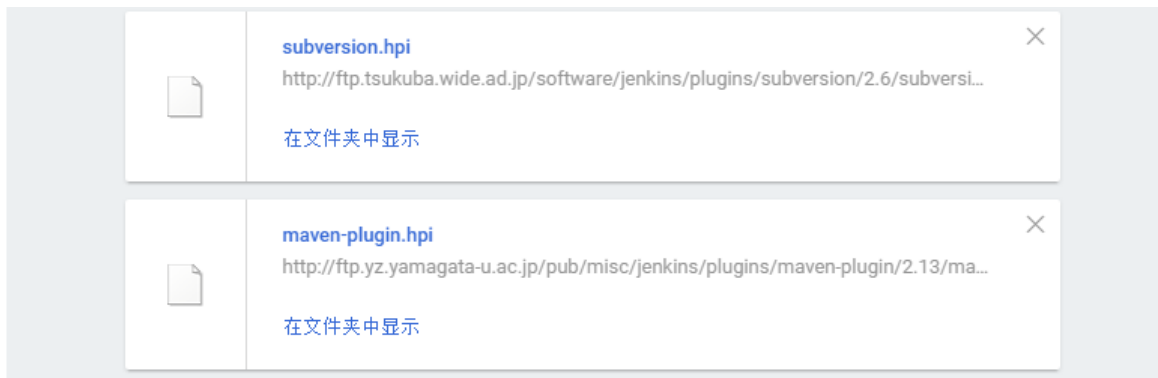 subversion.hpi
http://ftp.tsukuba.wide.ad.jp/software/jenkins/plugins/subversion/2.6/subversi...
在文件夹中显示
maven-plugin.hpi
http://ftp.yz.yamagata-u.ac.jp/pub/misc/jenkins/plugins/maven-plugin/2.13/ma...
在文件夹中显示